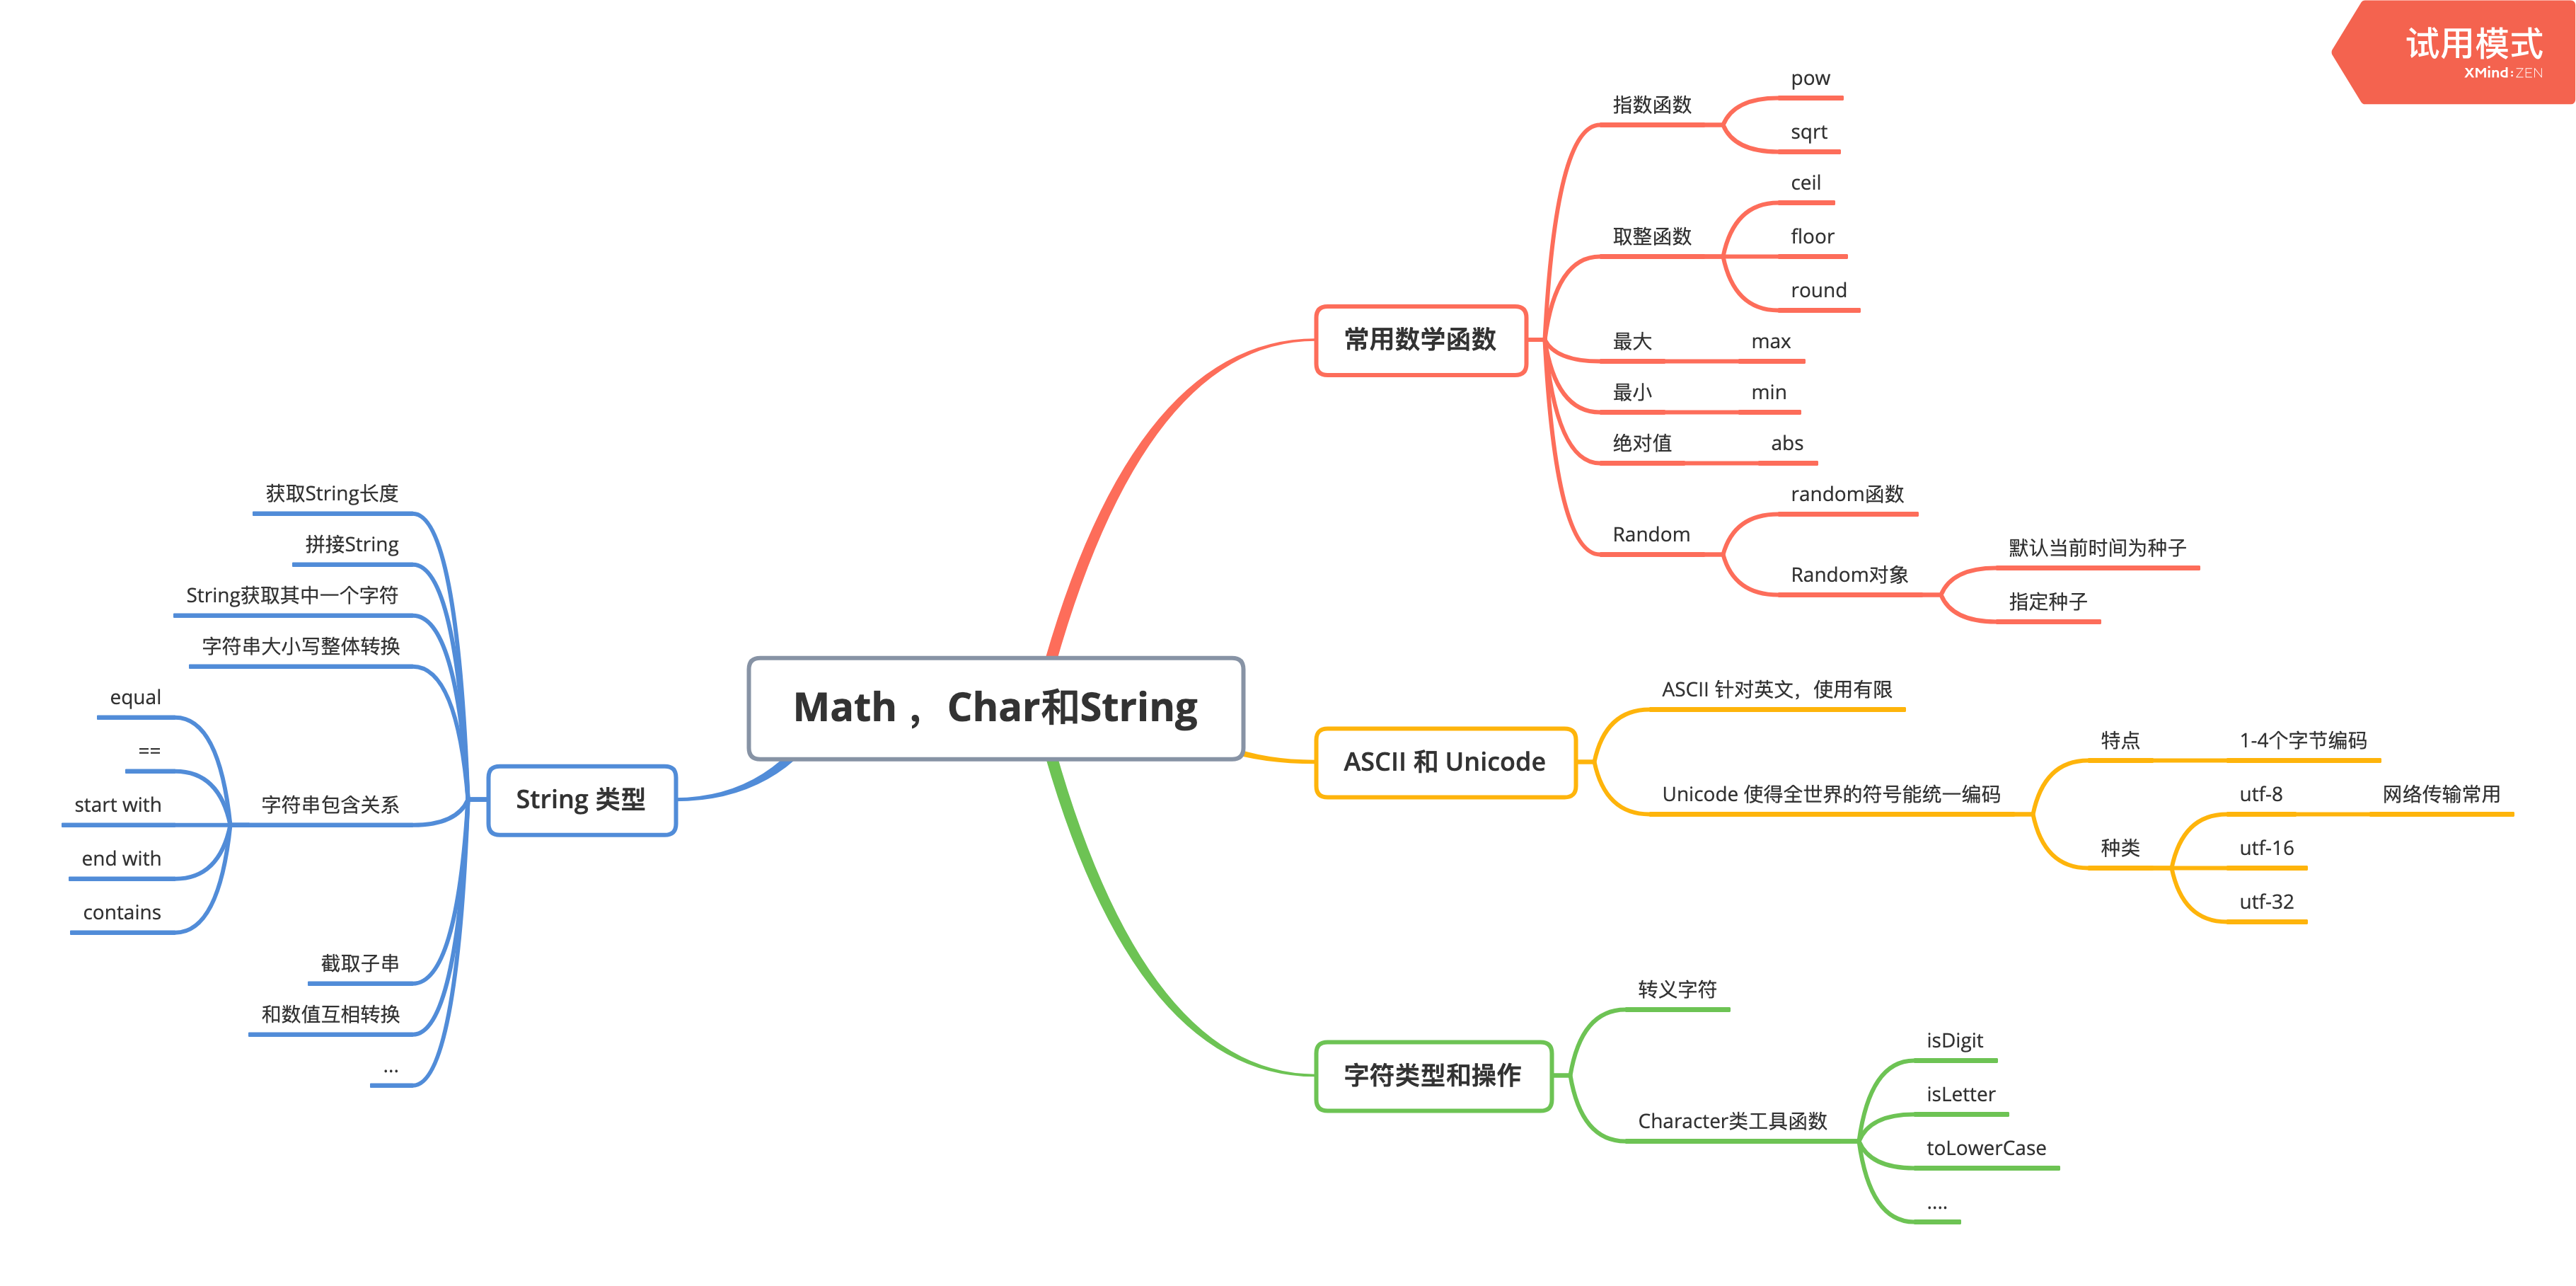 试用模式
XMind:ZEN
Math ，Char和String
常用数学函数
指数函数
pow
sqrt
取整函数
ceil
floor
round
最大
max
最小
min
绝对值
abs
Random
random函数
Random对象
默认当前时间为种子
指定种子
ASCII 和 Unicode
ASCII 针对英文，使用有限
Unicode 使得全世界的符号能统一编码
特点
1-4个字节编码
种类
utf-8
网络传输常用
utf-16
utf-32
字符类型和操作
转义字符
Character类工具函数
isDigit
isLetter
toLowerCase
....
String 类型
获取String长度
拼接String
String获取其中一个字符
字符串大小写整体转换
字符串包含关系
equal
==
start with
end with
contains
截取子串
和数值互相转换
...